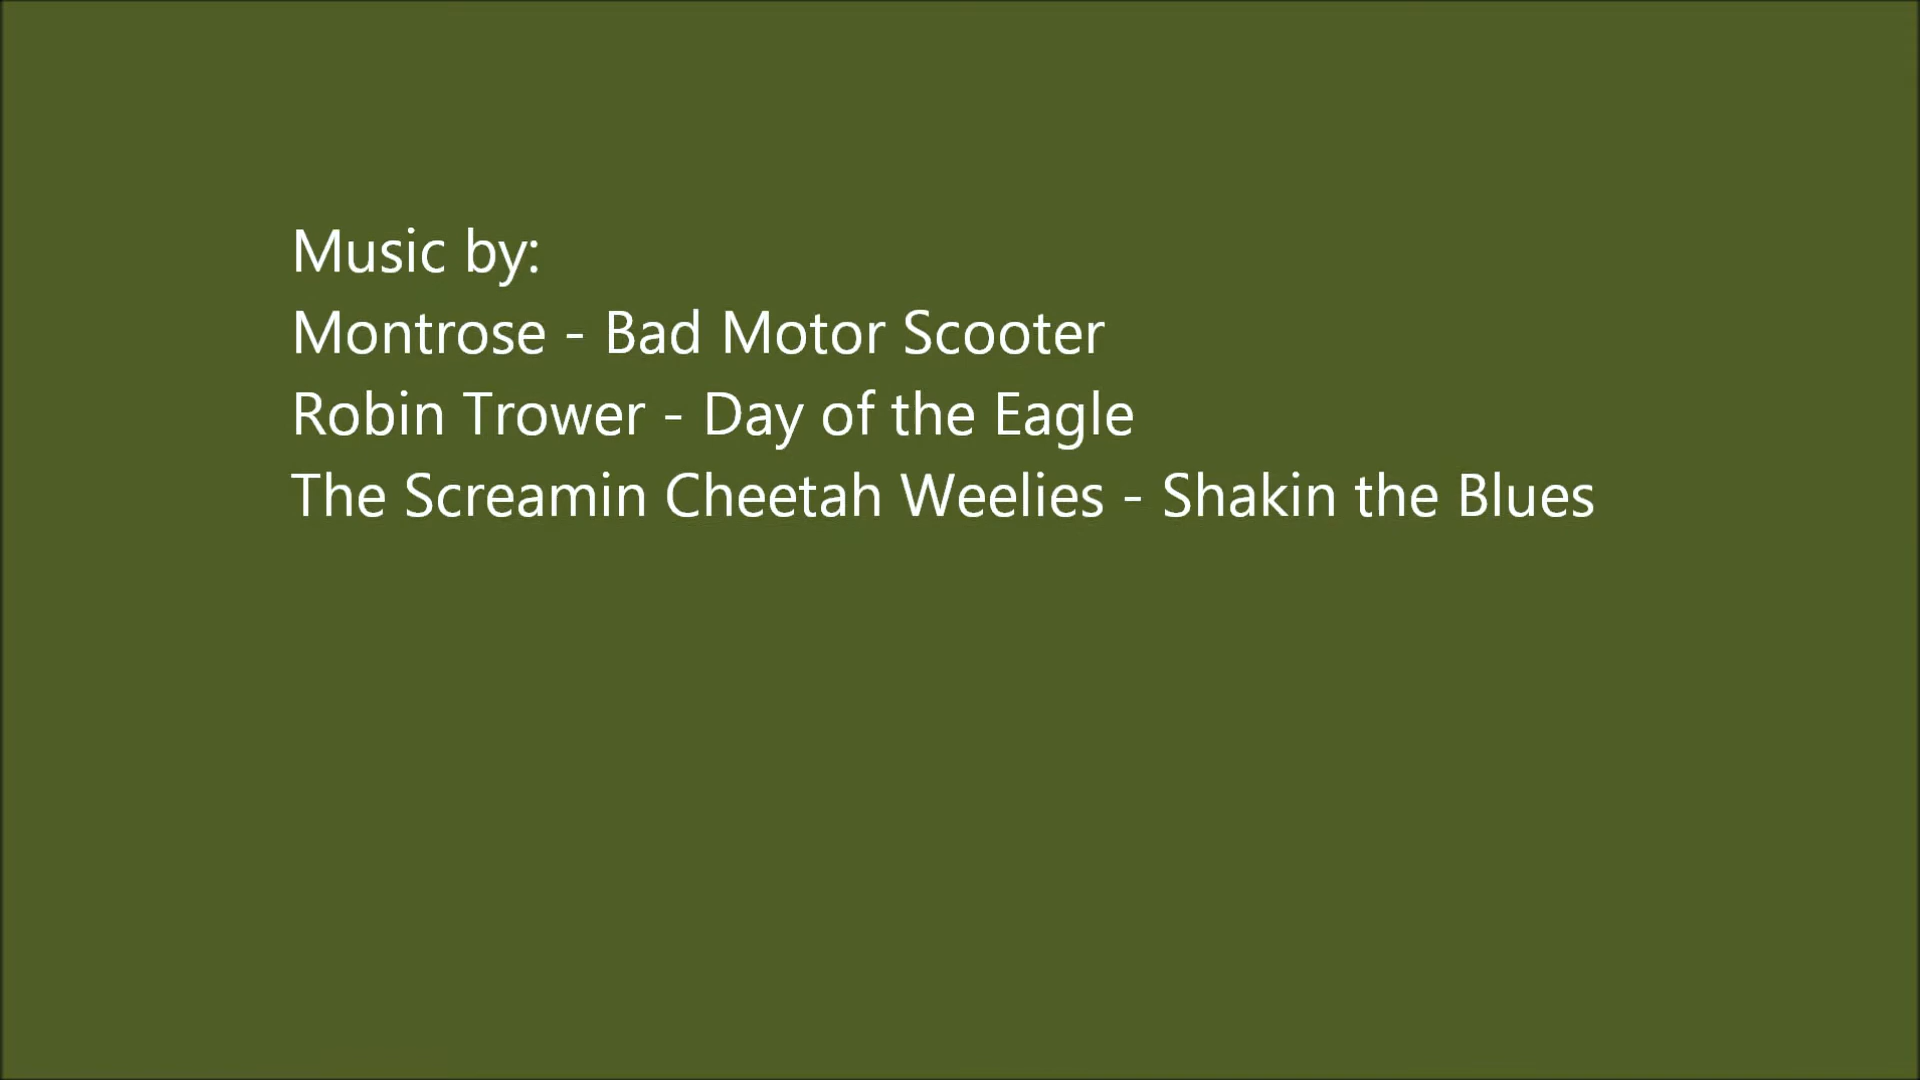 Music by:
Montrose - Bad Motor Scooter
Robin Trower - Day of the Eagle
The Screamin Cheetah Weelies - Shakin the Blues